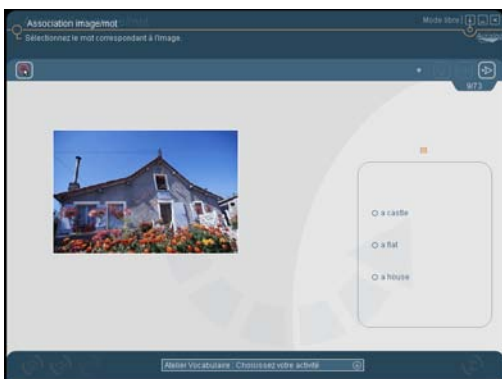 Association image/mot
Mode libre
Sélectionnez le mot correspondant à l'image.
9/73
a castle
a flat
a house
Atelier Vocabulaire : Choisissez votre activité